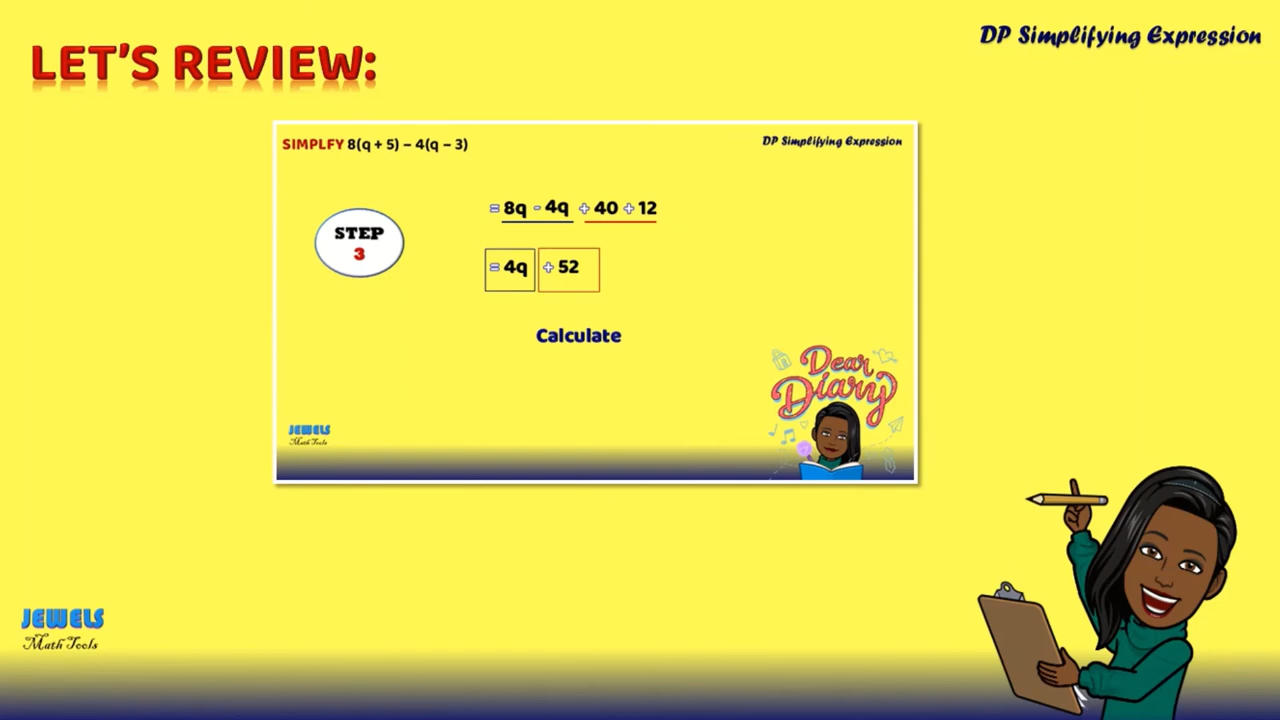 DP Simplifying Expression
LET'S REVIEW:
SIMPLFY 8(q + 5) – 4(q – 3)
DP Simplifying Expression
STEP
3
= 8q - 4q + 40 + 12
= 4q + 52
Calculate
Dear
Diary
JEWELS
Math Tools
JEWELS
Math Tools